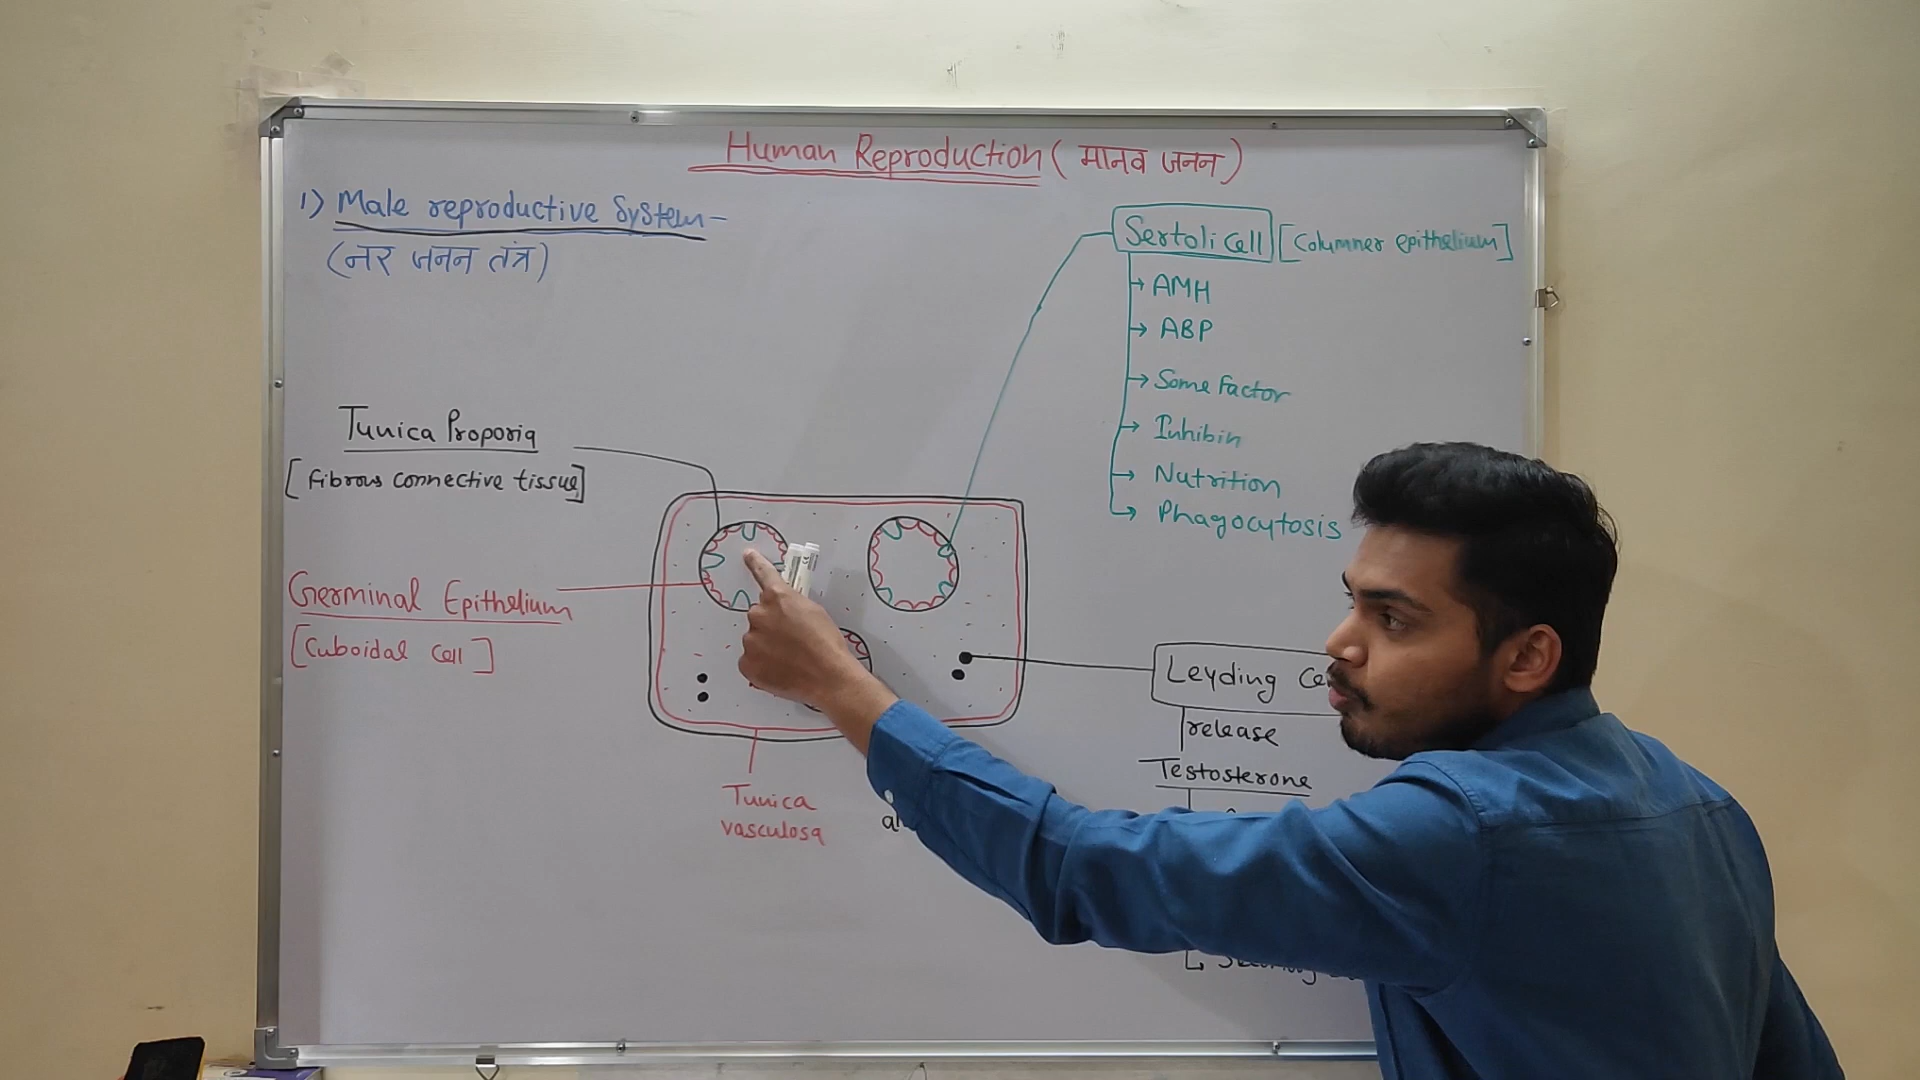 Human Reproduction (मानव जनन)
1) Male reproductive System-
(नर जनन तंत्र)
Sertoli Cell [Columner epithelium]
→ AMH
→ ABP
→ Some Factor
→ Inhibin
→ Nutrition
→ Phagocytosis
Tunica Proporia
[Fibrous connective tissue]
Germinal Epithelium
[Cuboidal cell]
Tunica
vasculosa
Leyding
release
Testosterone